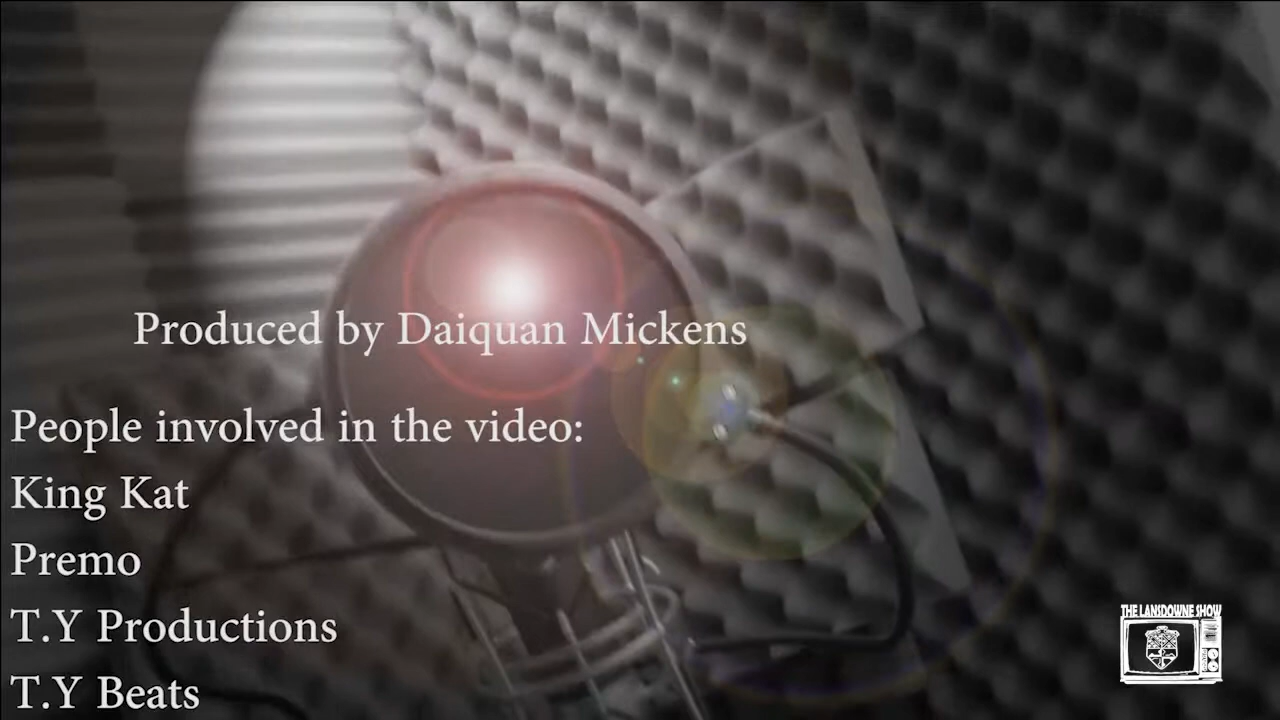 Produced by Daiquan Mickens
People involved in the video:
King Kat
Premo
T.Y Productions
T.Y Beats
THE LANSDOWNE SHOW